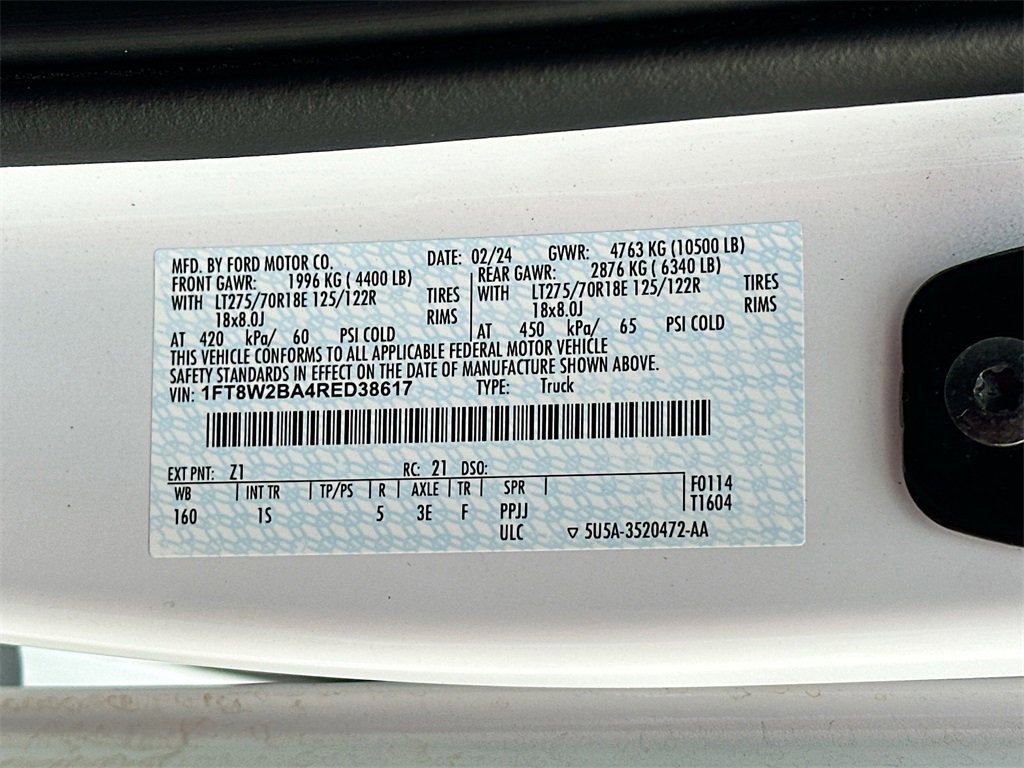 MFD. BY FORD MOTOR CO. DATE: 02/24 GVWR: 4763 KG (10500 LB)
FRONT GAWR: 1996 KG ( 4400 LB) REAR GAWR: 2876 KG ( 6340 LB)
WITH LT275/70R18E 125/122R TIRES WITH LT275/70R18E 125/122R TIRES
18x8.0J RIMS 18x8.0J RIMS
AT 420 kPa/ 60 PSI COLD AT 450 kPa/ 65 PSI COLD
THIS VEHICLE CONFORMS TO ALL APPLICABLE FEDERAL MOTOR VEHICLE
SAFETY STANDARDS IN EFFECT ON THE DATE OF MANUFACTURE SHOWN ABOVE.
VIN: 1FT8W2BA4RED38617 TYPE: Truck
EXT PNT: Z1 RC: 21 DSO:
WB INT TR TP/PS R AXLE TR SPR F0114
160 1S 5 3E F PPJJ T1604
ULC ▽ 5U5A-3520472-AA